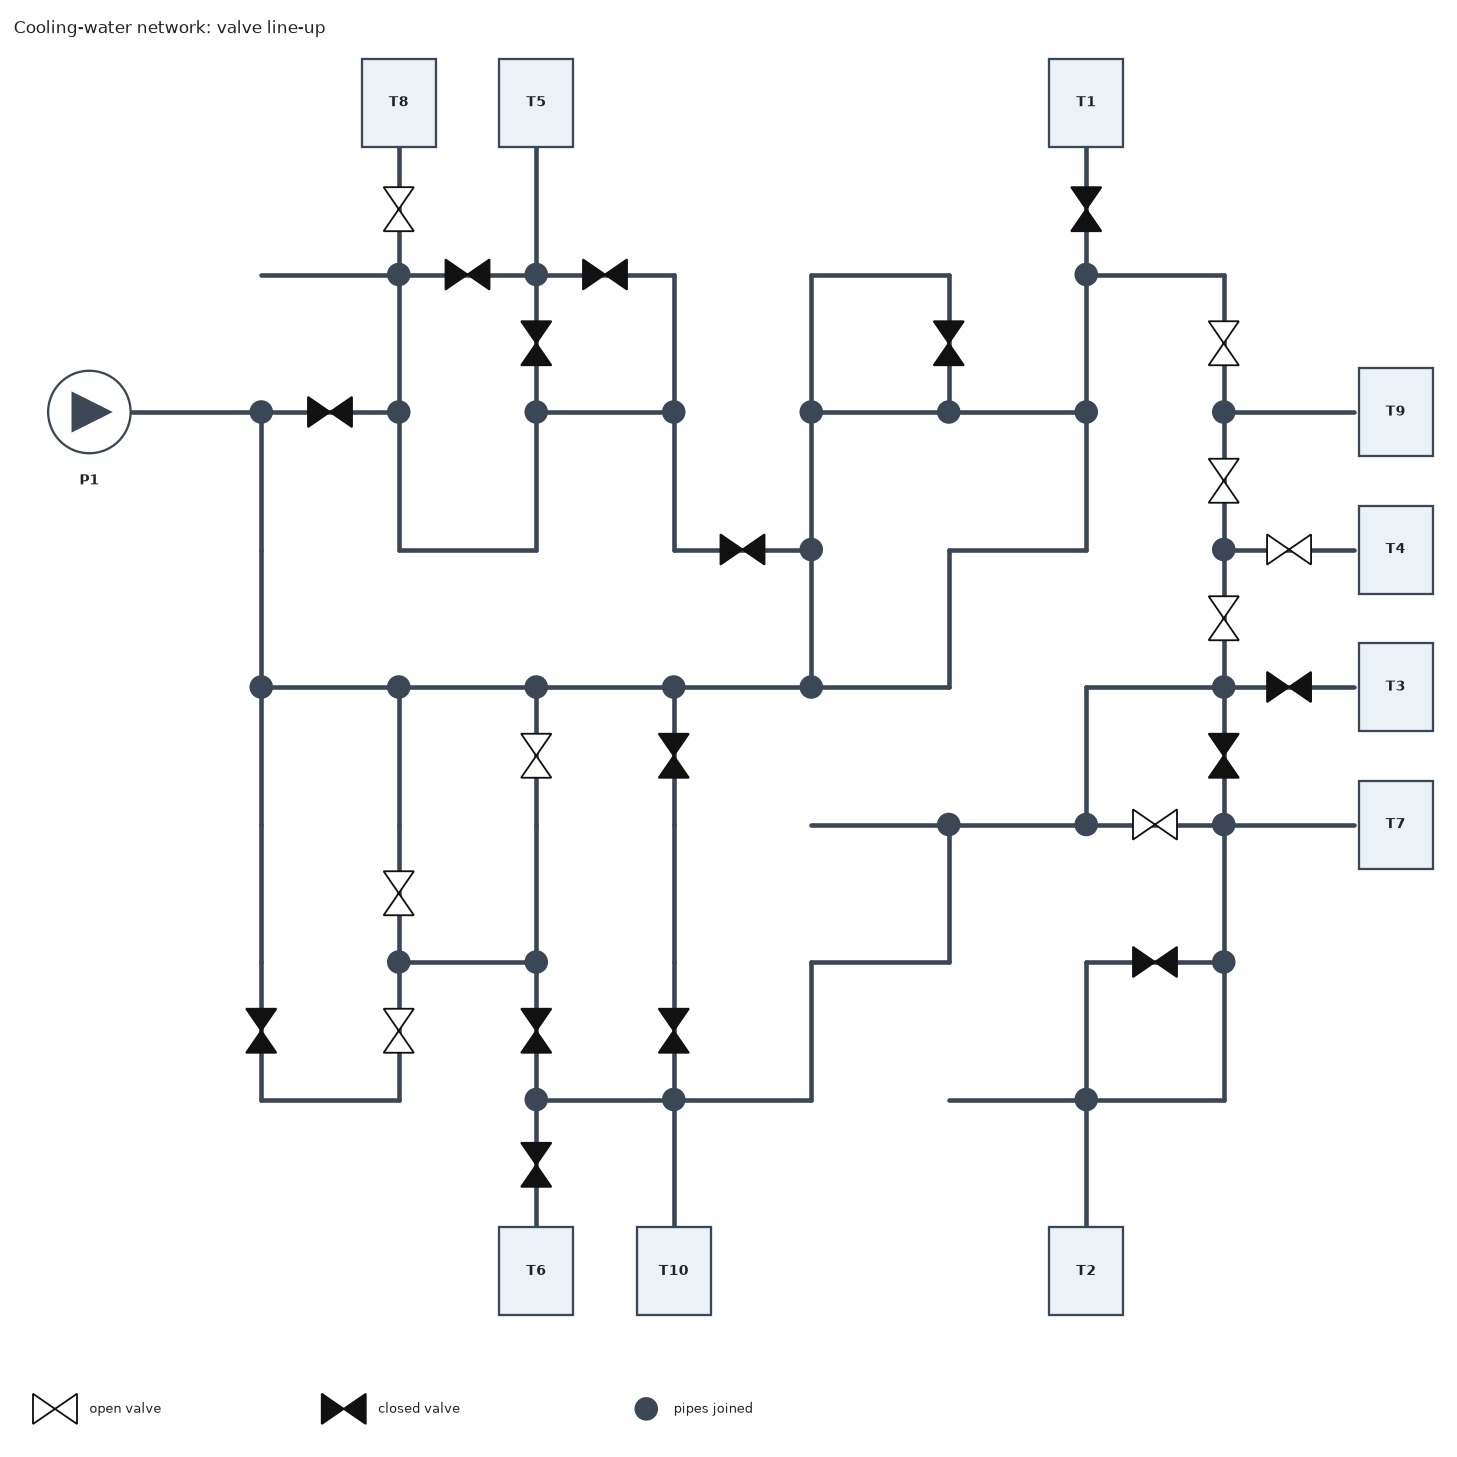 Cooling-water network: valve line-up
T8
T5
T1
T9
P1
T4
T3
T7
T6
T10
T2
open valve
closed valve
pipes joined